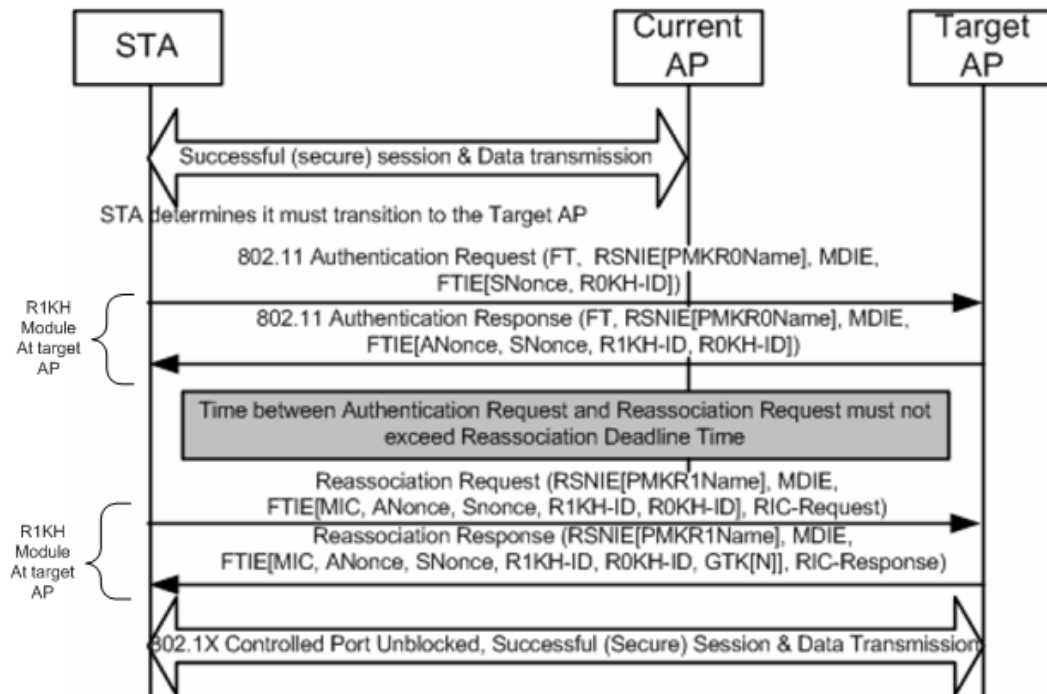 STA
Current
AP
Target
AP
Successful (secure) session & Data transmission
STA determines it must transition to the Target AP
802.11 Authentication Request (FT, RSNIE[PMKR0Name], MDIE,
FTIE[SNonce, R0KH-ID])
R1KH
Module
At target
AP
802.11 Authentication Response (FT, RSNIE[PMKR0Name], MDIE,
FTIE[ANonce, SNonce, R1KH-ID, R0KH-ID])
Time between Authentication Request and Reassociation Request must not
exceed Reassociation Deadline Time
Reassociation Request (RSNIE[PMKR1Name], MDIE,
FTIE[MIC, ANonce, Snonce, R1KH-ID, R0KH-ID], RIC-Request)
R1KH
Module
At target
AP
Reassociation Response (RSNIE[PMKR1Name], MDIE,
FTIE[MIC, ANonce, SNonce, R1KH-ID, R0KH-ID, GTK[N]], RIC-Response)
802.1X Controlled Port Unblocked, Successful (Secure) Session & Data Transmission